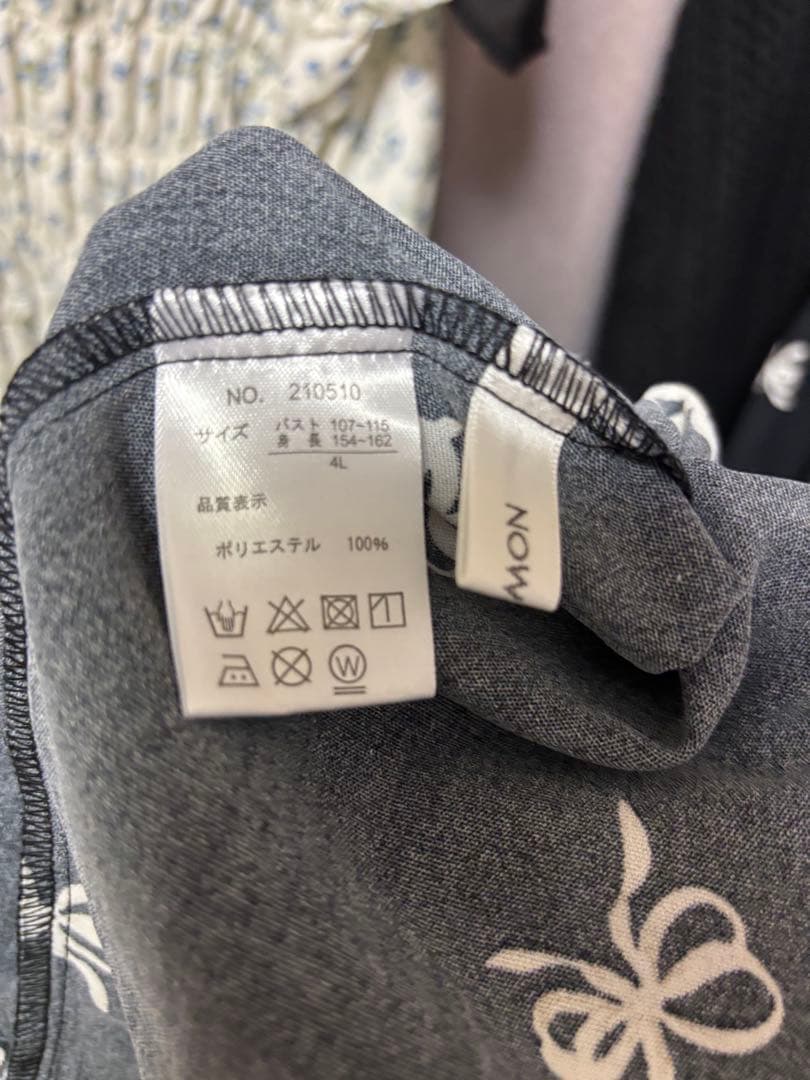 NO. 210510
サイズ バスト 107~115
身長 154~162
4L
品質表示
ポリエステル 100%
W
MON